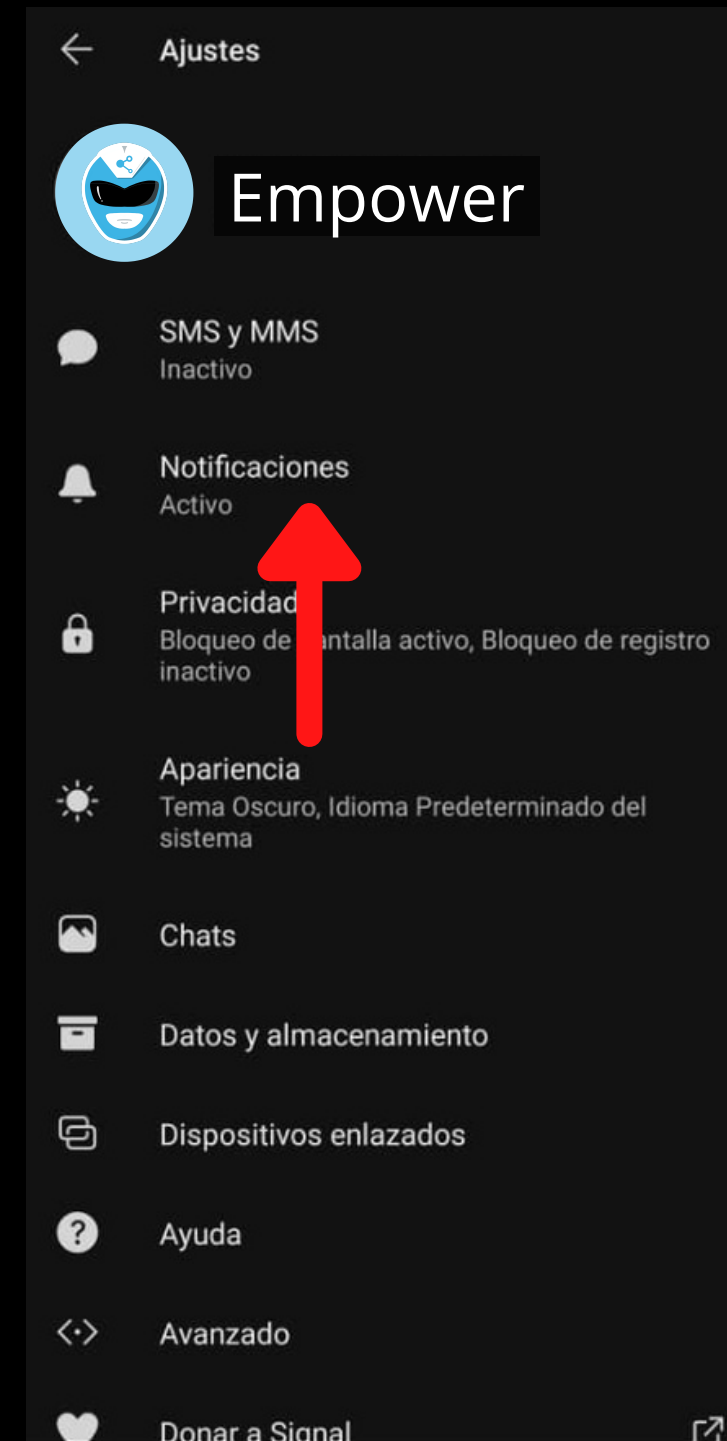 Ajustes
Empower
SMS y MMS
Inactivo
Notificaciones
Activo
Privacidad
Bloqueo de antalla activo, Bloqueo de registro
inactivo
Apariencia
Tema Oscuro, Idioma Predeterminado del
sistema
Chats
Datos y almacenamiento
Dispositivos enlazados
Ayuda
Avanzado
Donar a Signal